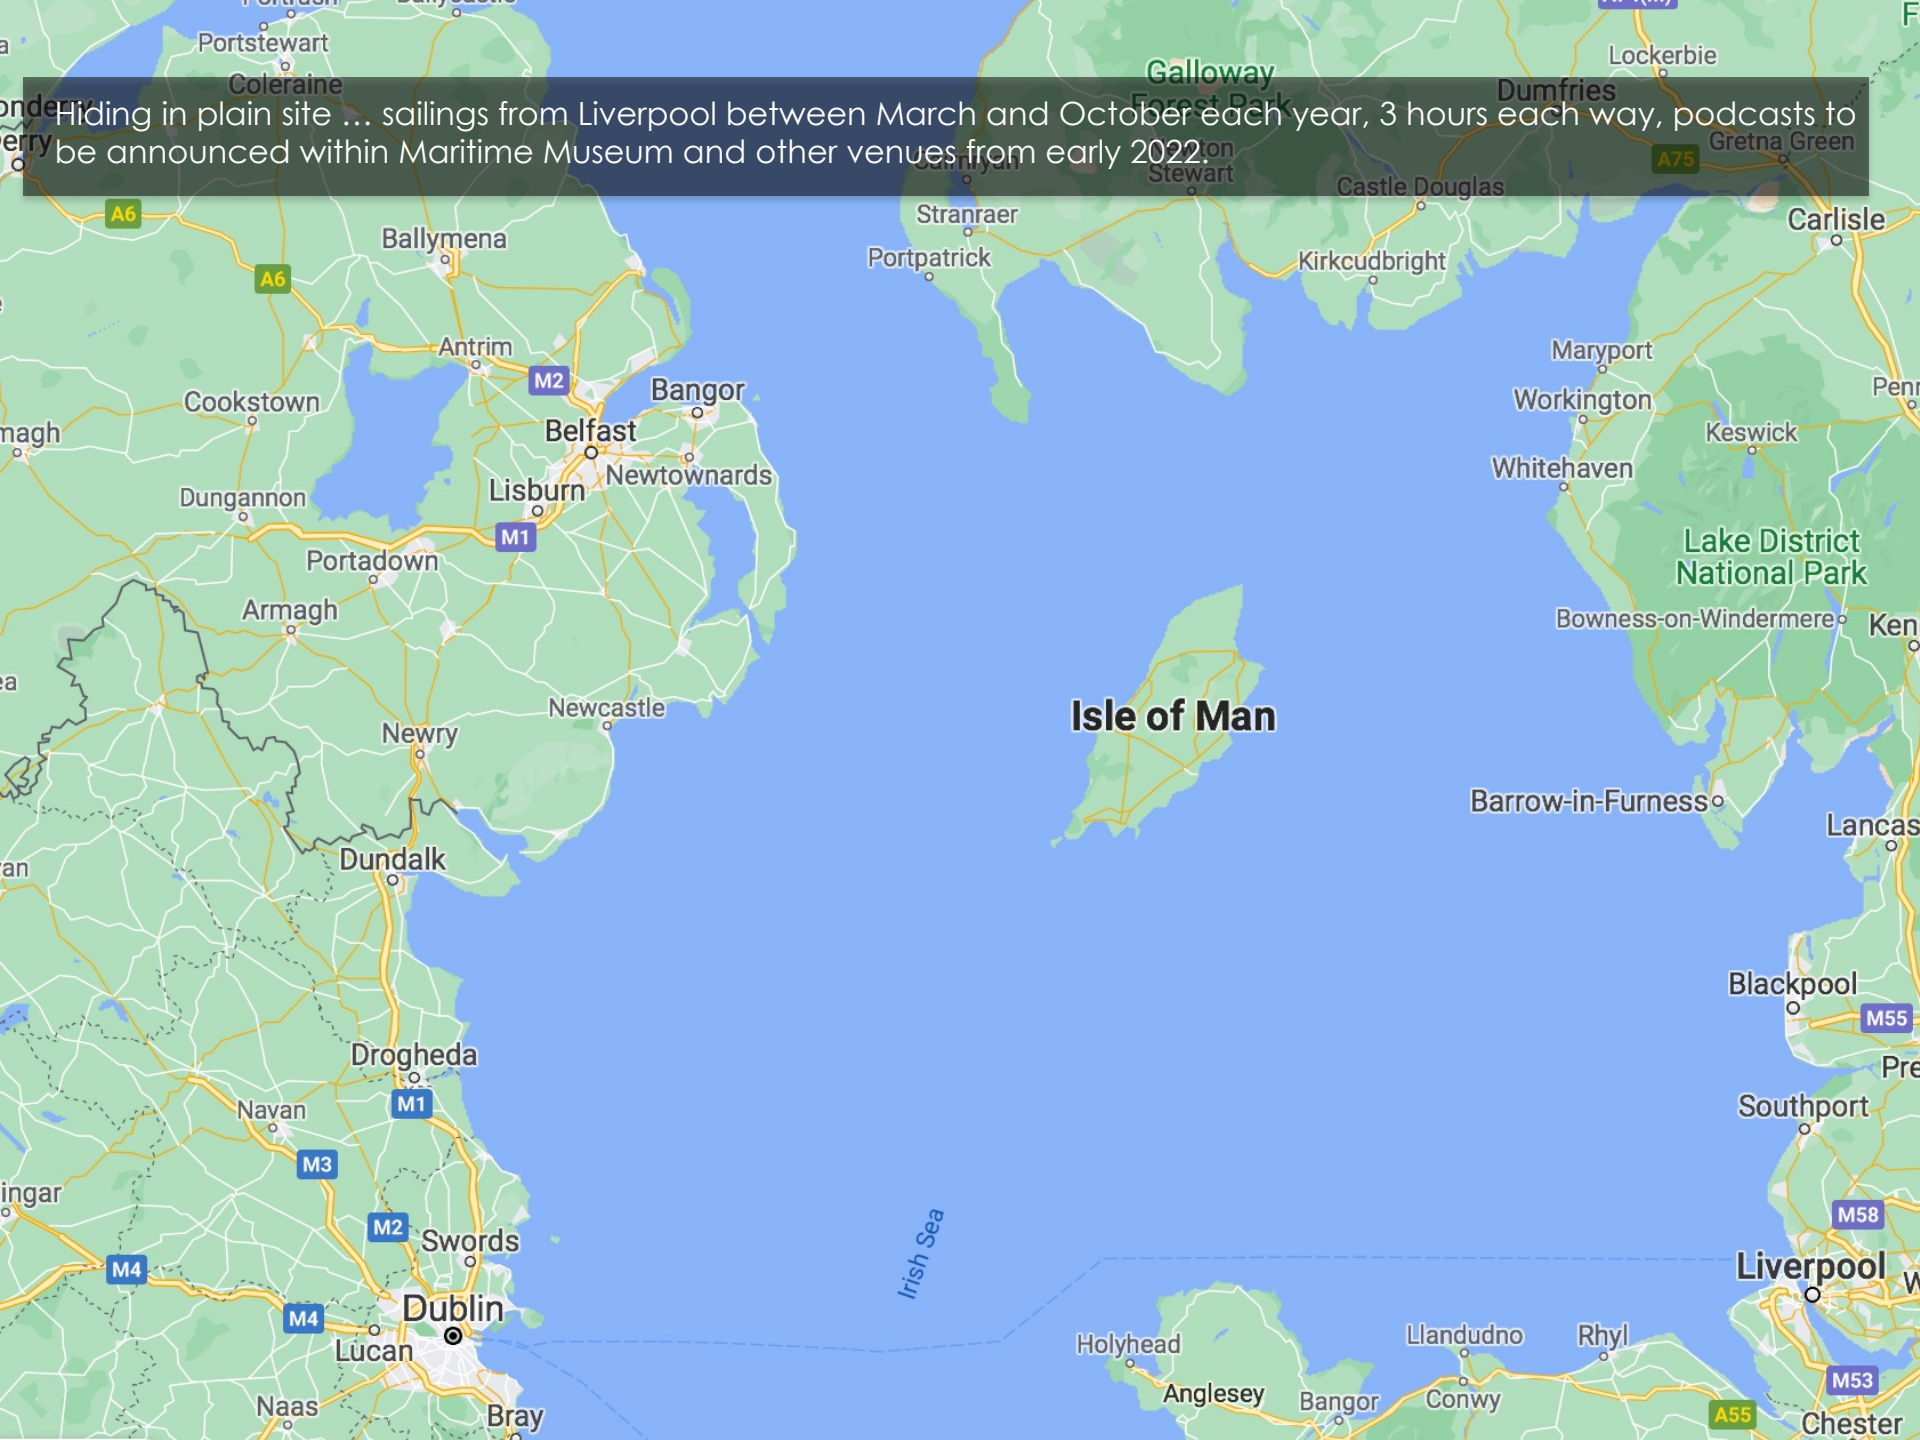 Portstewart
Lockerbie
Galloway
Forest Park
Coleraine
Dumfries
Hiding in plain site ... sailings from Liverpool between March and October each year, 3 hours each way, podcasts to
be announced within Maritime Museum and other venues from early 2022.
Gretna Green
A75
Cairnryan
Newton
Stewart
Castle Douglas
A6
Stranraer
Carlisle
Ballymena
Portpatrick
Kirkcudbright
A6
Antrim
Maryport
M2
Bangor
Cookstown
Workington
Belfast
Keswick
Newtownards
Whitehaven
Lisburn
Dungannon
M1
Lake District
National Park
Portadown
Armagh
Bowness-on-Windermere
Newcastle
Isle of Man
Newry
Barrow-in-Furness
Dundalk
Blackpool
M55
Drogheda
M1
Navan
Southport
M3
M58
M2
Swords
Irish Sea
M4
Liverpool
Dublin
M4
Lucan
Holyhead
Llandudno
Rhyl
M53
Anglesey
Bangor
Conwy
Naas
Bray
A55
Chester